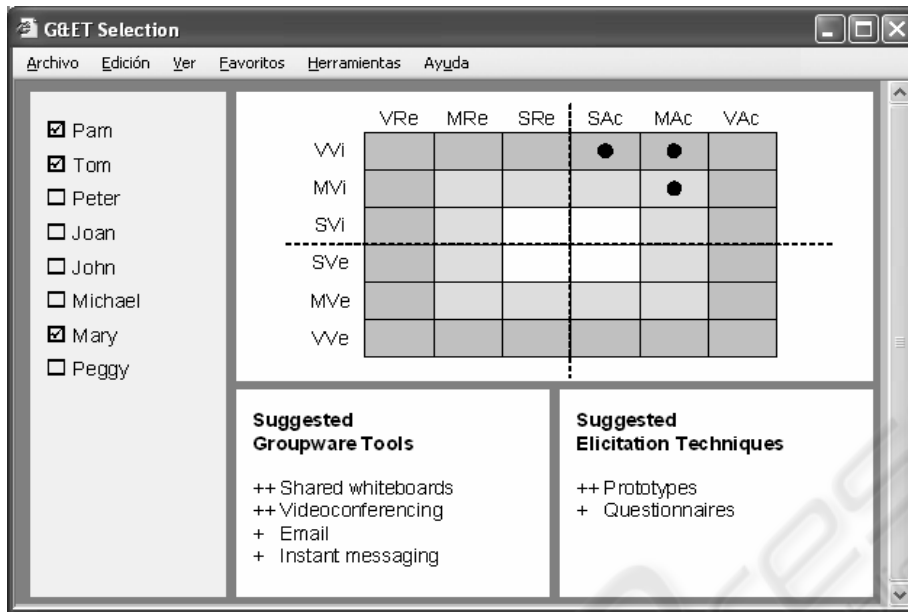 G&ET Selection
Archivo Edición Ver Favoritos Herramientas Ayuda
Pam
Tom
Peter
Joan
John
Michael
Mary
Peggy
VRe MRe SRe SAc MAc VAc
VVi
MVi
SVi
SVe
MVe
VVe
Suggested
Groupware Tools
++ Shared whiteboards
++ Videoconferencing
+ Email
+ Instant messaging
Suggested
Elicitation Techniques
++ Prototypes
+ Questionnaires